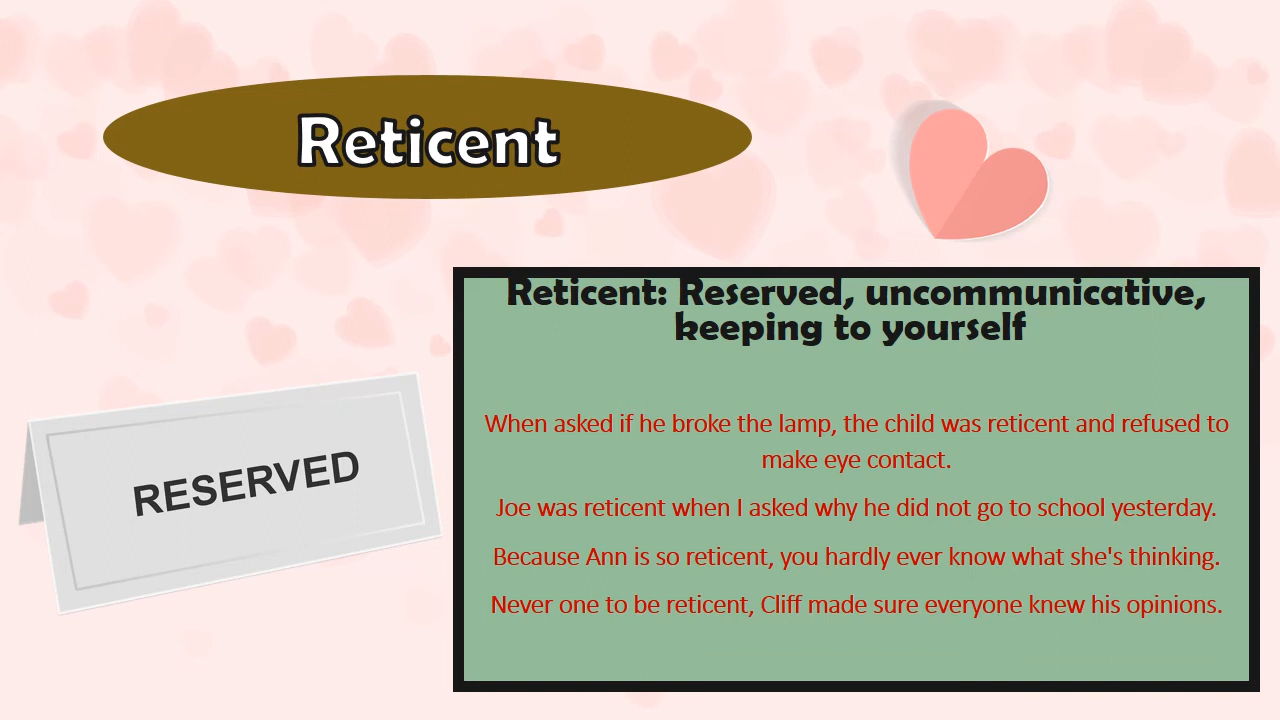 Reticent
Reticent: Reserved, uncommunicative,
keeping to yourself
RESERVED
When asked if he broke the lamp, the child was reticent and refused to
make eye contact.
Joe was reticent when I asked why he did not go to school yesterday.
Because Ann is so reticent, you hardly ever know what she's thinking.
Never one to be reticent, Cliff made sure everyone knew his opinions.